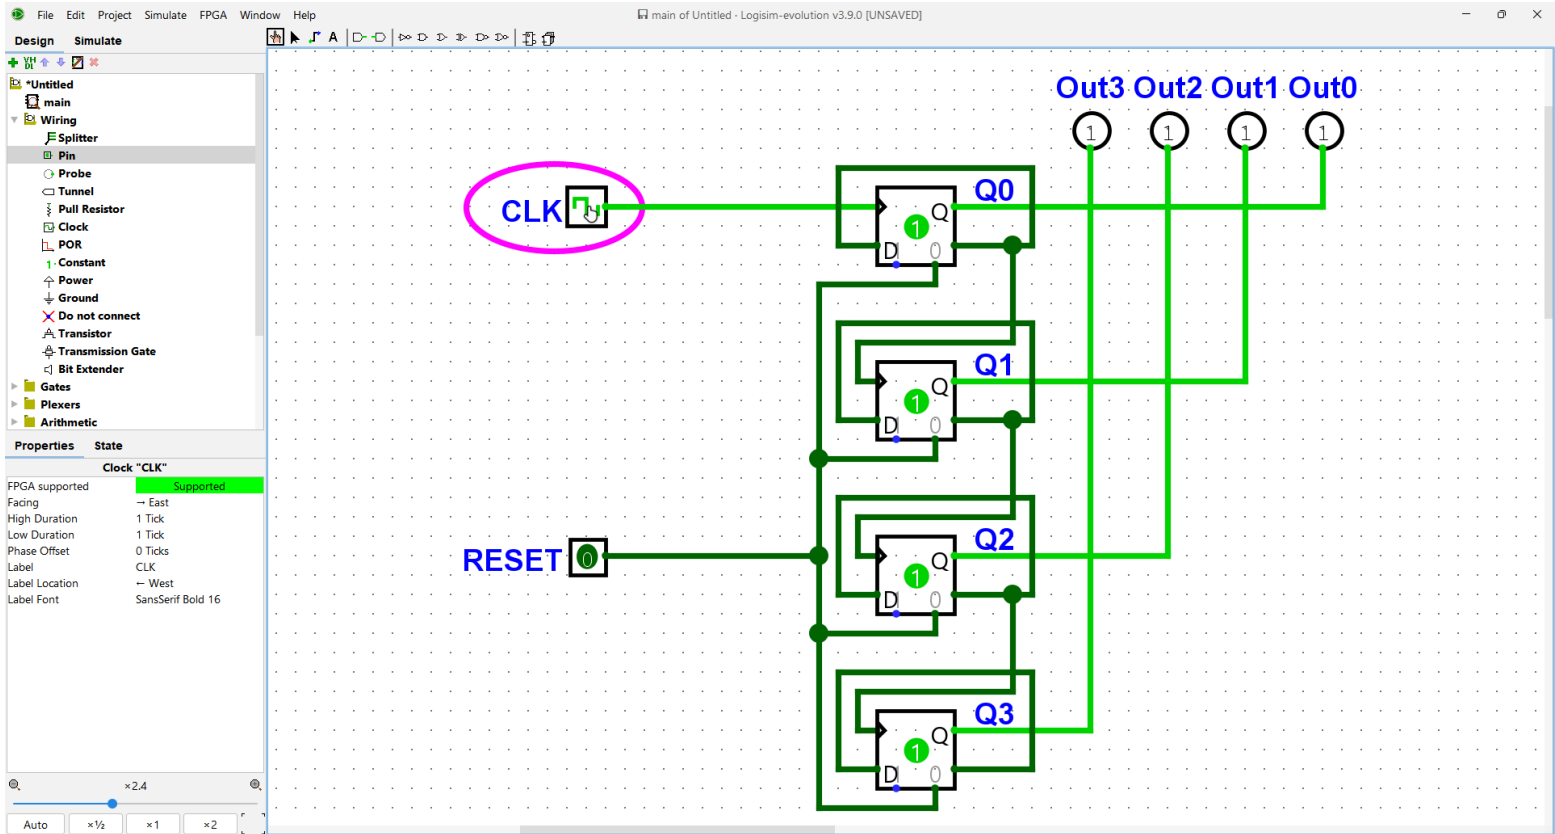 File Edit Project Simulate FPGA Window Help
main of Untitled · Logisim-evolution v3.9.0 [UNSAVED]
Design Simulate
A
VH
DL
*Untitled
main
Wiring
Splitter
Pin
Probe
Tunnel
Pull Resistor
Clock
POR
1 Constant
Power
Ground
Do not connect
Transistor
Transmission Gate
Bit Extender
Gates
Plexers
Arithmetic
Properties State
Clock "CLK"
FPGA supported Supported
Facing → East
High Duration 1 Tick
Low Duration 1 Tick
Phase Offset 0 Ticks
Label CLK
Label Location ← West
Label Font SansSerif Bold 16
×2.4
Auto ×½ ×1 ×2
Out3 Out2 Out1 Out0
1 1 1 1
CLK
Q0
Q
1
D 0
Q1
Q
1
D 0
RESET 0
Q2
Q
1
D 0
Q3
Q
1
D 0